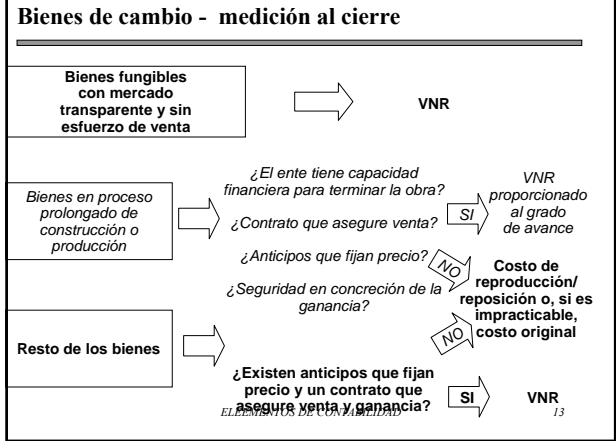 Bienes de cambio - medición al cierre
Bienes fungibles
con mercado
transparente y sin
esfuerzo de venta
VNR
Bienes en proceso
prolongado de
construcción o
producción
¿El ente tiene capacidad
financiera para terminar la obra?
¿Contrato que asegure venta?
¿Anticipos que fijan precio?
¿Seguridad en concreción de la
ganancia?
SI
VNR
proporcionado
al grado
de avance
NO
Costo de
reproducción/
reposición o, si es
impracticable,
costo original
NO
Resto de los bienes
¿Existen anticipos que fijan
precio y un contrato que
asegure venta y ganancia?
SI
VNR
ELEEMENTOS DE CONTABILIDAD
13